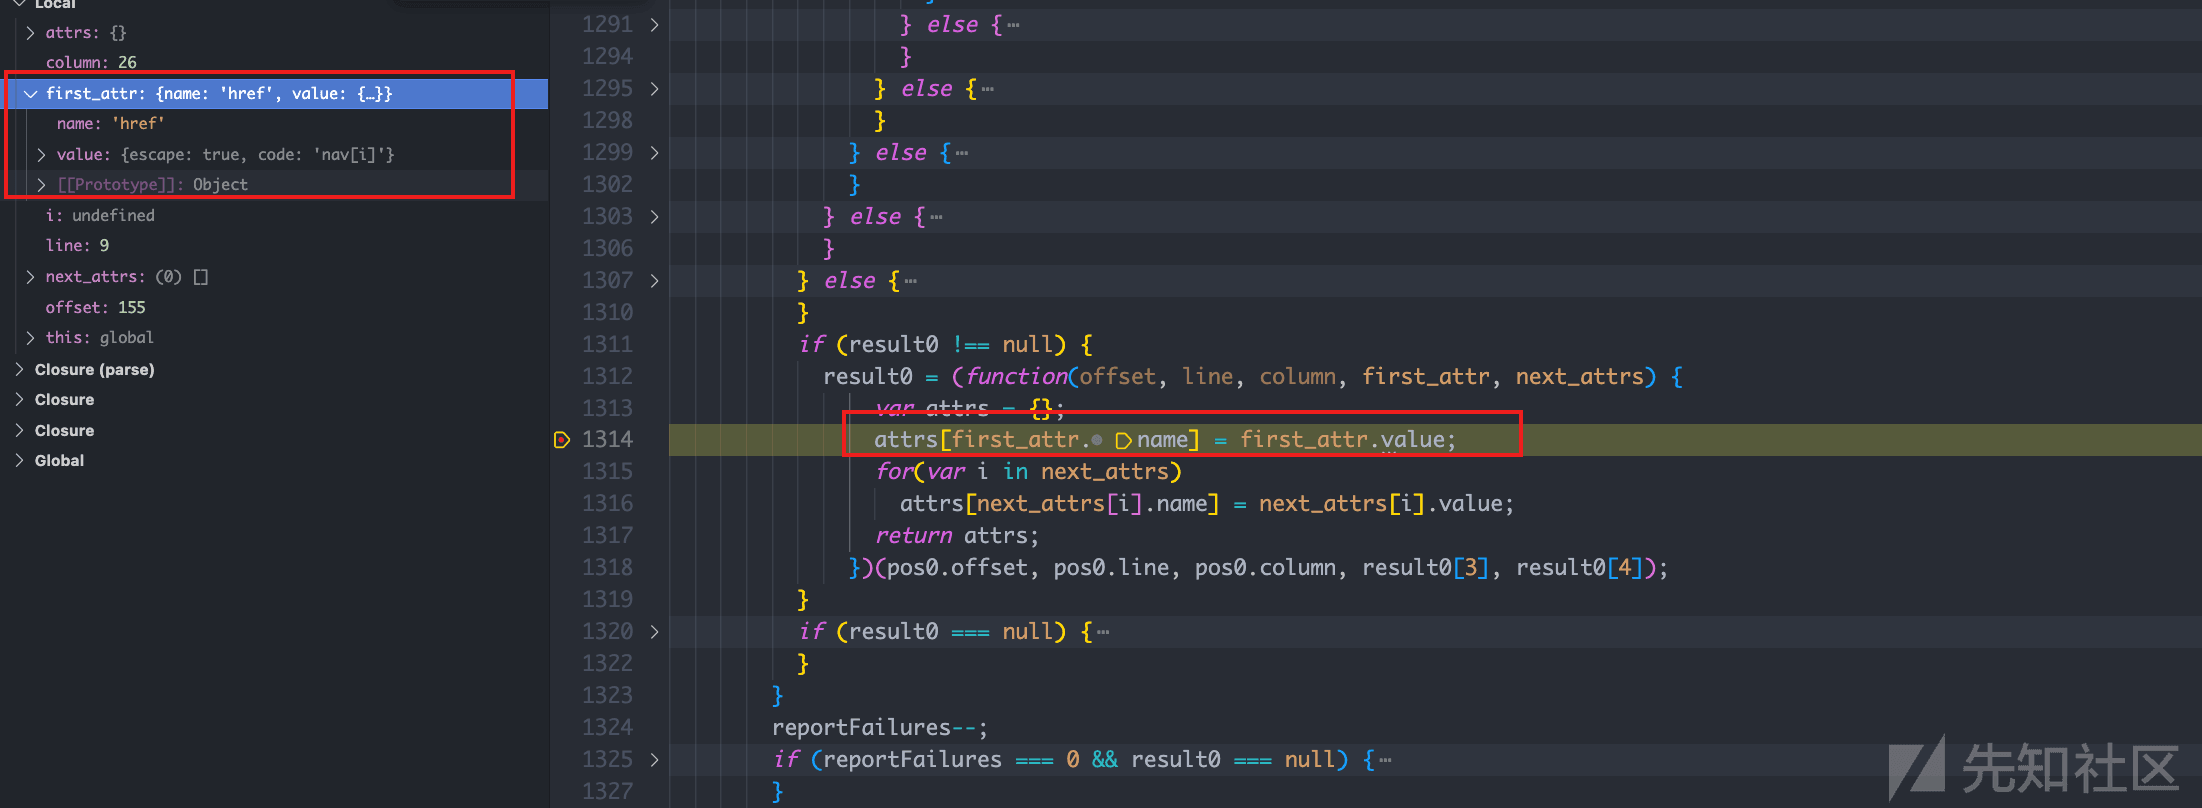 Local
attrs: {}
column: 26
first_attr: {name: 'href', value: {…}}
name: 'href'
value: {escape: true, code: 'nav[i]'}
[[Prototype]]: Object
i: undefined
line: 9
next_attrs: (0) []
offset: 155
this: global
Closure (parse)
Closure
Closure
Global
1291 } else {…
1294 }
1295 } else {…
1298 }
1299 } else {…
1302 }
1303 } else {…
1306 }
1307 } else {…
1310 }
1311 if (result0 !== null) {
1312 result0 = (function(offset, line, column, first_attr, next_attrs) {
1313 var attrs = {};
1314 attrs[first_attr.name] = first_attr.value;
1315 for(var i in next_attrs)
1316 attrs[next_attrs[i].name] = next_attrs[i].value;
1317 return attrs;
1318 })(pos0.offset, pos0.line, pos0.column, result0[3], result0[4]);
1319 }
1320 if (result0 === null) {…
1322 }
1323 }
1324 reportFailures--;
1325 if (reportFailures === 0 && result0 === null) {…
1327 }
先知社区